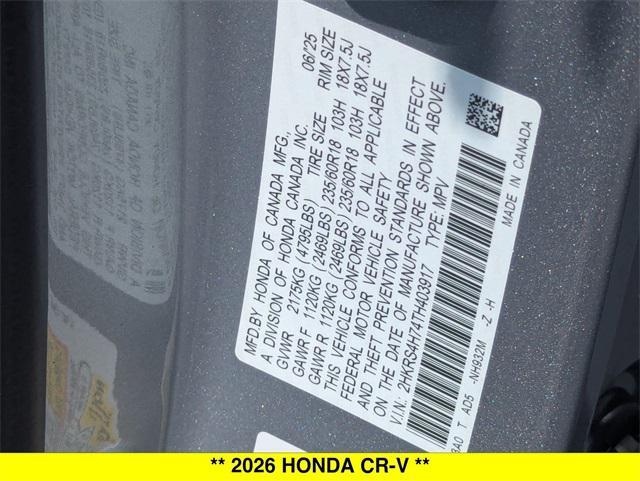 MFD.BY HONDA OF CANADA MFG., 06/25
A DIVISION OF HONDA CANADA INC.
GVWR 2175KG (4795LBS) TIRE SIZE RIM SIZE
GAWR F 1120KG (2469LBS) 235/60R18 103H 18X7.5J
GAWR R 1120KG (2469LBS) 235/60R18 103H 18X7.5J
THIS VEHICLE CONFORMS TO ALL APPLICABLE
FEDERAL MOTOR VEHICLE SAFETY
AND THEFT PREVENTION STANDARDS IN EFFECT
ON THE DATE OF MANUFACTURE SHOWN ABOVE.
V.I.N.: 2HKRS4H74TH403917 TYPE: MPV
3A0 T AD5 -NH932M -Z -H MADE IN CANADA
** 2026 HONDA CR-V **